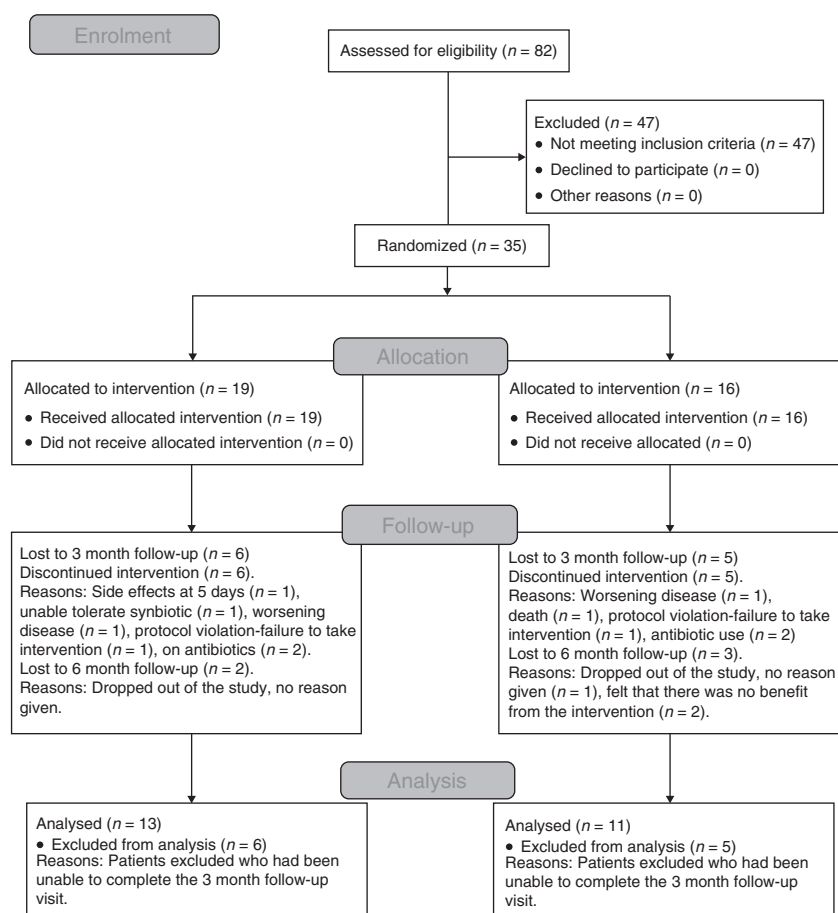 Enrolment
Assessed for eligibility (n = 82)
Excluded (n = 47)
• Not meeting inclusion criteria (n = 47)
• Declined to participate (n = 0)
• Other reasons (n = 0)
Randomized (n = 35)
Allocation
Allocated to intervention (n = 19)
• Received allocated intervention (n = 19)
• Did not receive allocated intervention (n = 0)
Allocated to intervention (n = 16)
• Received allocated intervention (n = 16)
• Did not receive allocated (n = 0)
Follow-up
Lost to 3 month follow-up (n = 6)
Discontinued intervention (n = 6).
Reasons: Side effects at 5 days (n = 1),
unable tolerate synbiotic (n = 1), worsening
disease (n = 1), protocol violation-failure to take
intervention (n = 1), on antibiotics (n = 2).
Lost to 6 month follow-up (n = 2).
Reasons: Dropped out of the study, no reason
given.
Lost to 3 month follow-up (n = 5)
Discontinued intervention (n = 5).
Reasons: Worsening disease (n = 1),
death (n = 1), protocol violation-failure to take
intervention (n = 1), antibiotic use (n = 2)
Lost to 6 month follow-up (n = 3).
Reasons: Dropped out of the study, no reason
given (n = 1), felt that there was no benefit
from the intervention (n = 2).
Analysis
Analysed (n = 13)
• Excluded from analysis (n = 6)
Reasons: Patients excluded who had been
unable to complete the 3 month follow-up
visit.
Analysed (n = 11)
• Excluded from analysis (n = 5)
Reasons: Patients excluded who had been
unable to complete the 3 month follow-up
visit.